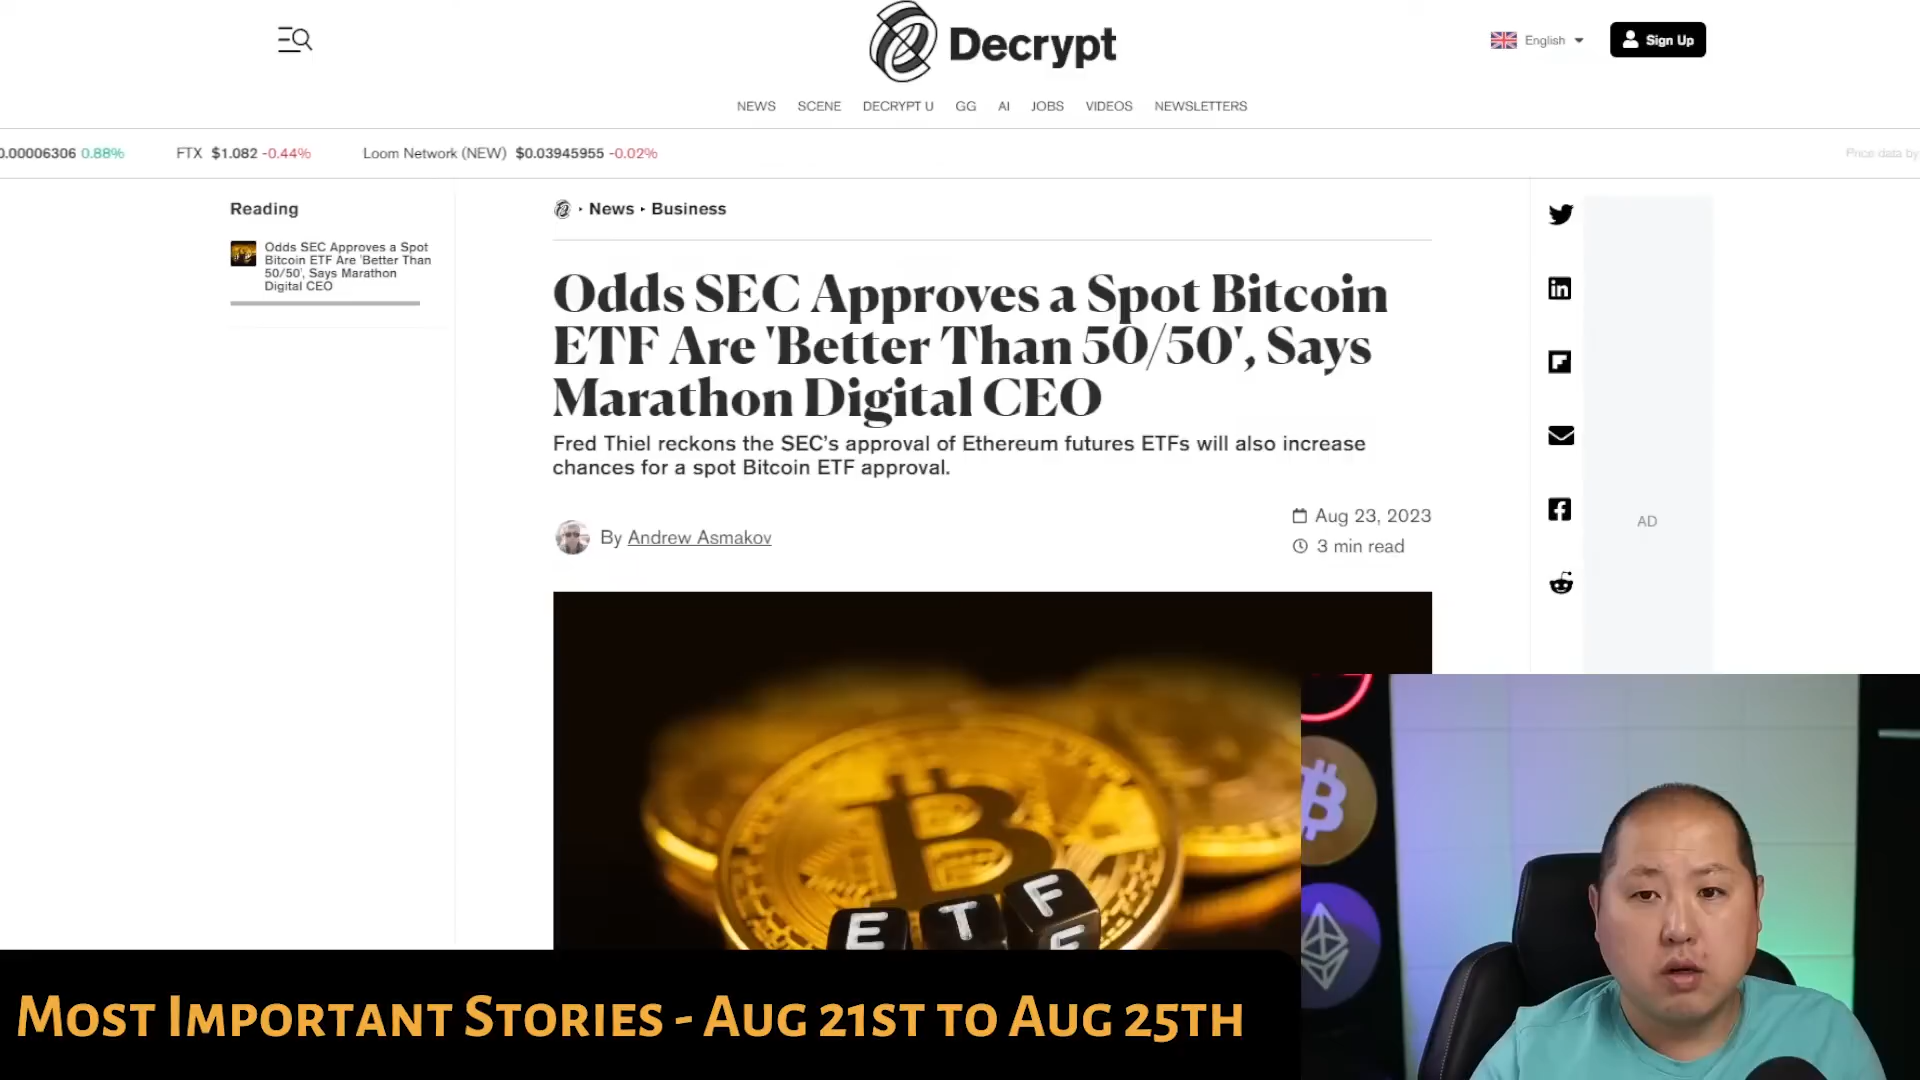 Decrypt
English
Sign Up
NEWS SCENE DECRYPT U GG AI JOBS VIDEOS NEWSLETTERS
0.00006306 0.88% FTX $1.082 -0.44% Loom Network (NEW) $0.03945955 -0.02% Price data by
Reading
Odds SEC Approves a Spot
Bitcoin ETF Are 'Better Than
50/50', Says Marathon
Digital CEO
News • Business
Odds SEC Approves a Spot Bitcoin
ETF Are 'Better Than 50/50', Says
Marathon Digital CEO
Fred Thiel reckons the SEC's approval of Ethereum futures ETFs will also increase
chances for a spot Bitcoin ETF approval.
By Andrew Asmakov
Aug 23, 2023
3 min read
AD
E T F
F
Most Important Stories - Aug 21st to Aug 25th